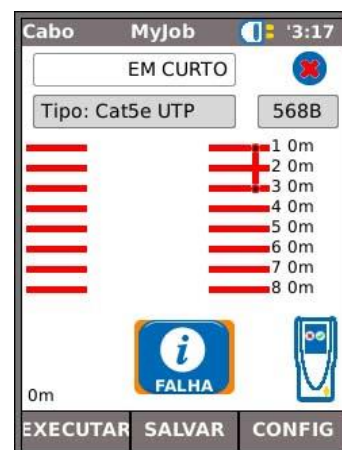 Cabo MyJob '3:17
EM CURTO
Tipo: Cat5e UTP 568B
1 0m
2 0m
3 0m
4 0m
5 0m
6 0m
7 0m
8 0m
i
FALHA
0m
EXECUTAR SALVAR CONFIG